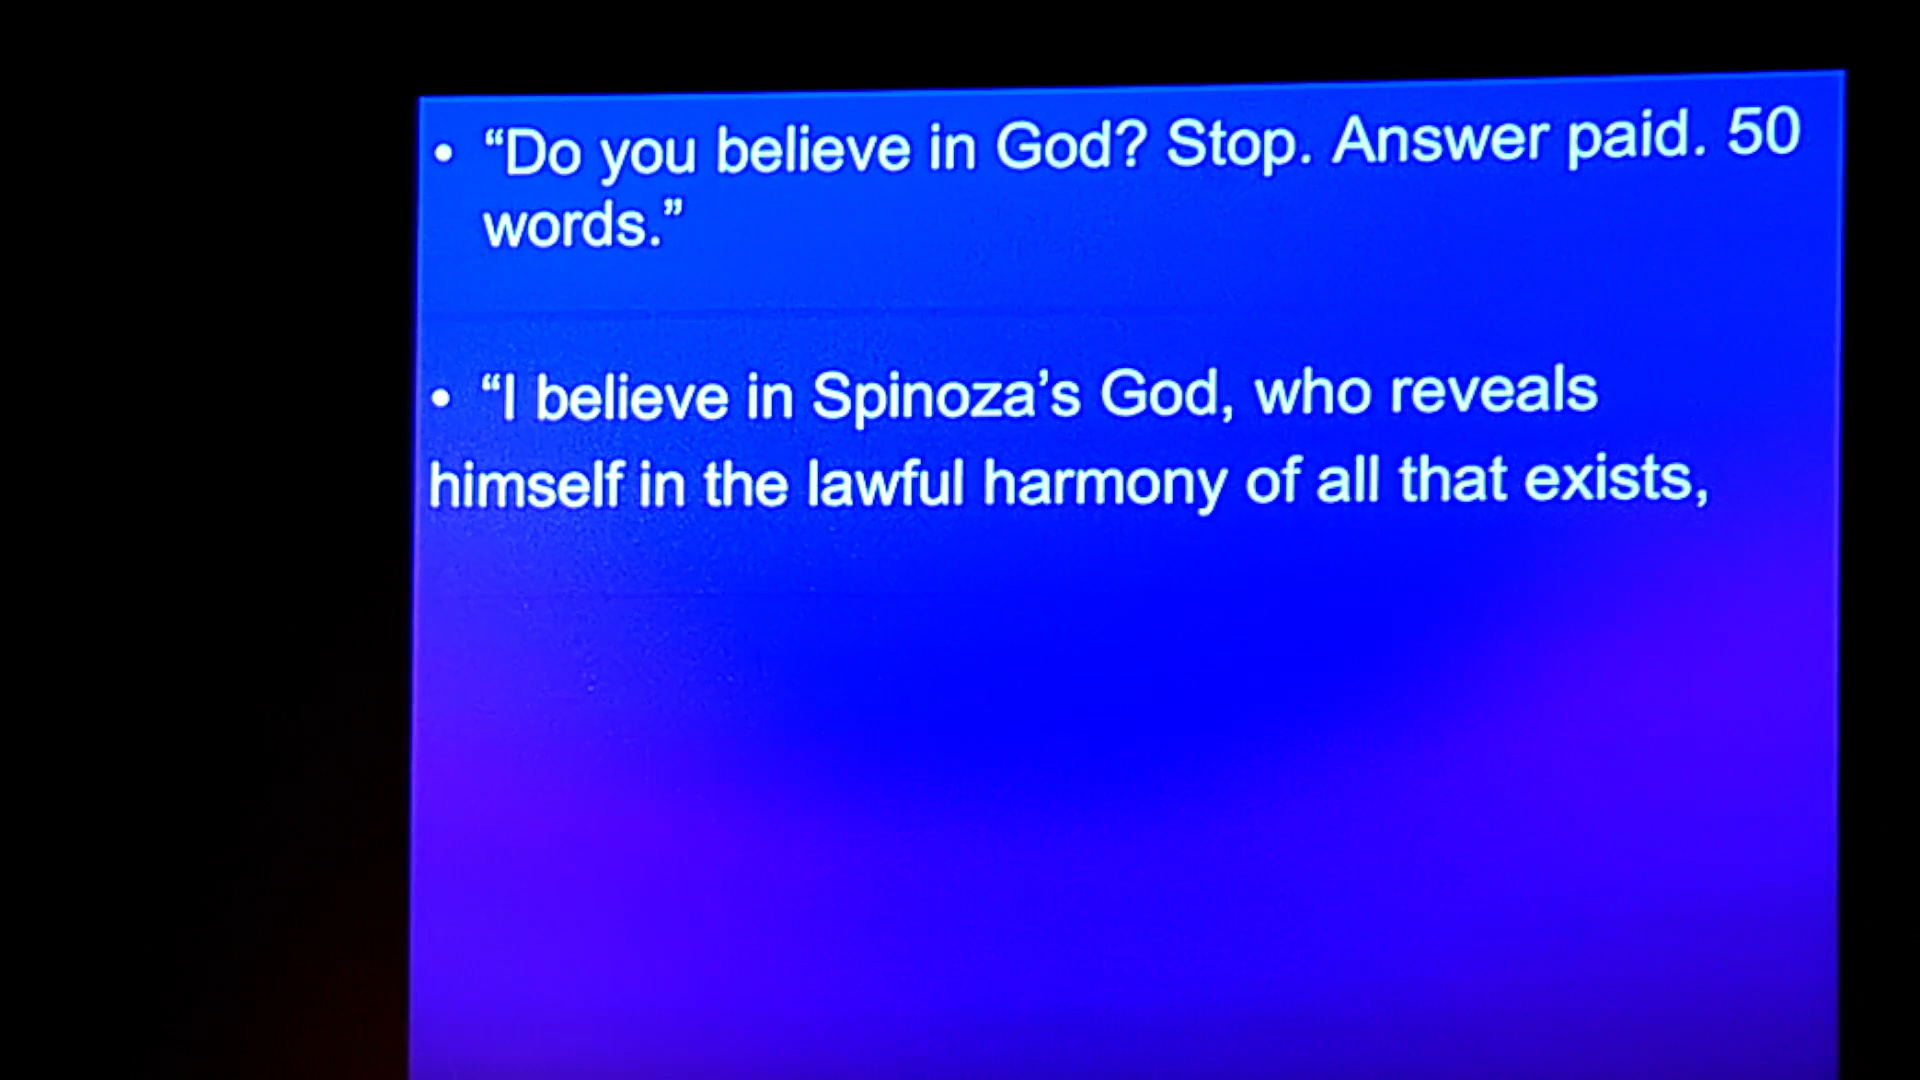 • “Do you believe in God? Stop. Answer paid. 50
words.”
• “I believe in Spinoza’s God, who reveals
himself in the lawful harmony of all that exists,